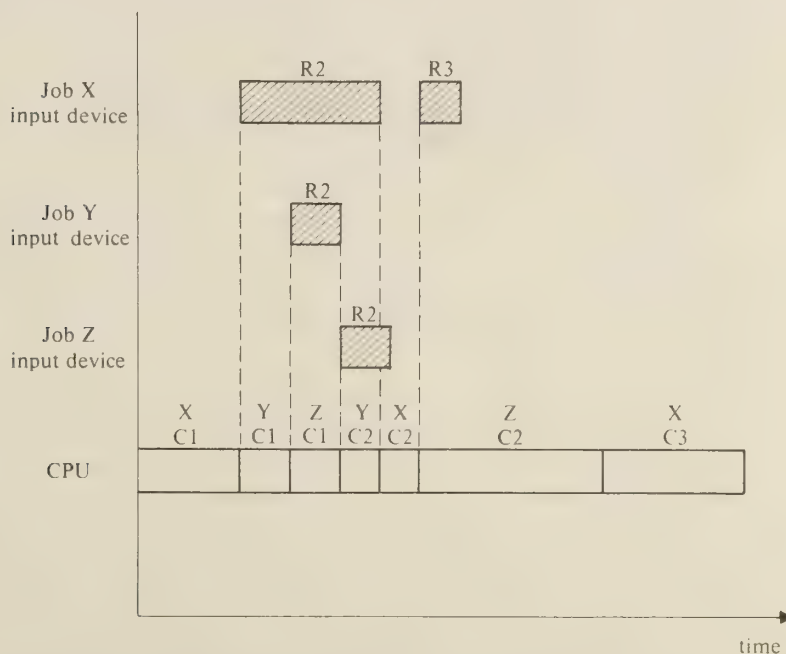 R2
R3
Job X
input device
R2
Job Y
input device
R2
Job Z
input device
X Y Z Y X Z X
C1 C1 C1 C2 C2 C2 C3
CPU
time